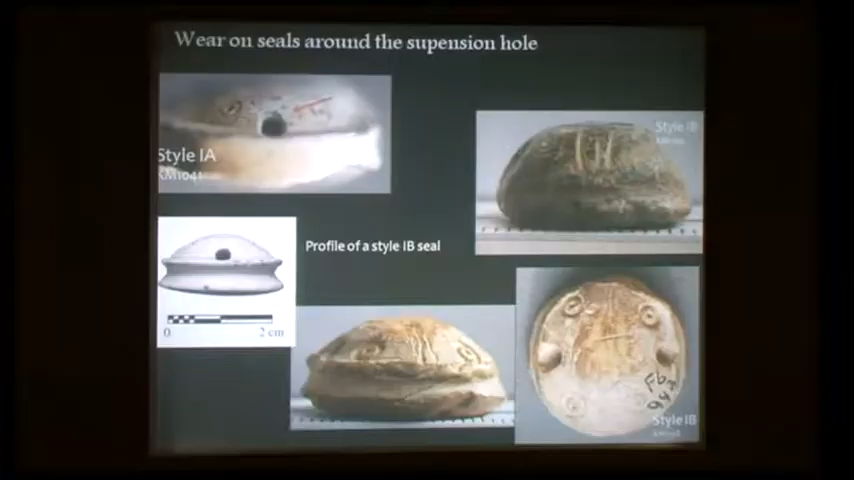 Wear on seals around the supension hole
Style IA
KM1041
Style IB
Profile of a style IB seal
0 2 cm
Style IB